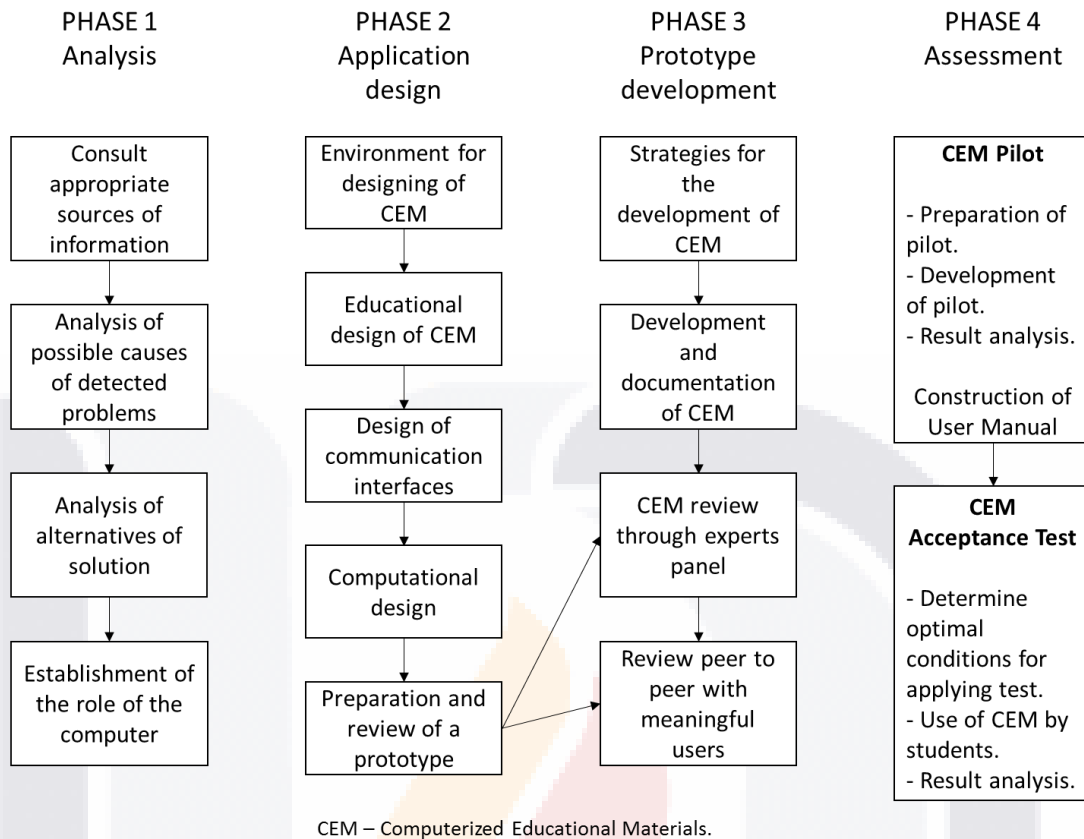 PHASE 1
Analysis
Consult
appropriate
sources of
information
Analysis of
possible causes
of detected
problems
Analysis of
alternatives of
solution
Establishment of
the role of the
computer
PHASE 2
Application
design
Environment for
designing of
CEM
Educational
design of CEM
Design of
communication
interfaces
Computational
design
Preparation and
review of a
prototype
PHASE 3
Prototype
development
Strategies for
the
development of
CEM
Development
and
documentation
of CEM
CEM review
through experts
panel
Review peer to
peer with
meaningful
users
PHASE 4
Assessment
CEM Pilot
- Preparation of
pilot.
- Development
of pilot.
- Result analysis.
Construction of
User Manual
CEM
Acceptance Test
- Determine
optimal
conditions for
applying test.
- Use of CEM by
students.
- Result analysis.
CEM – Computerized Educational Materials.